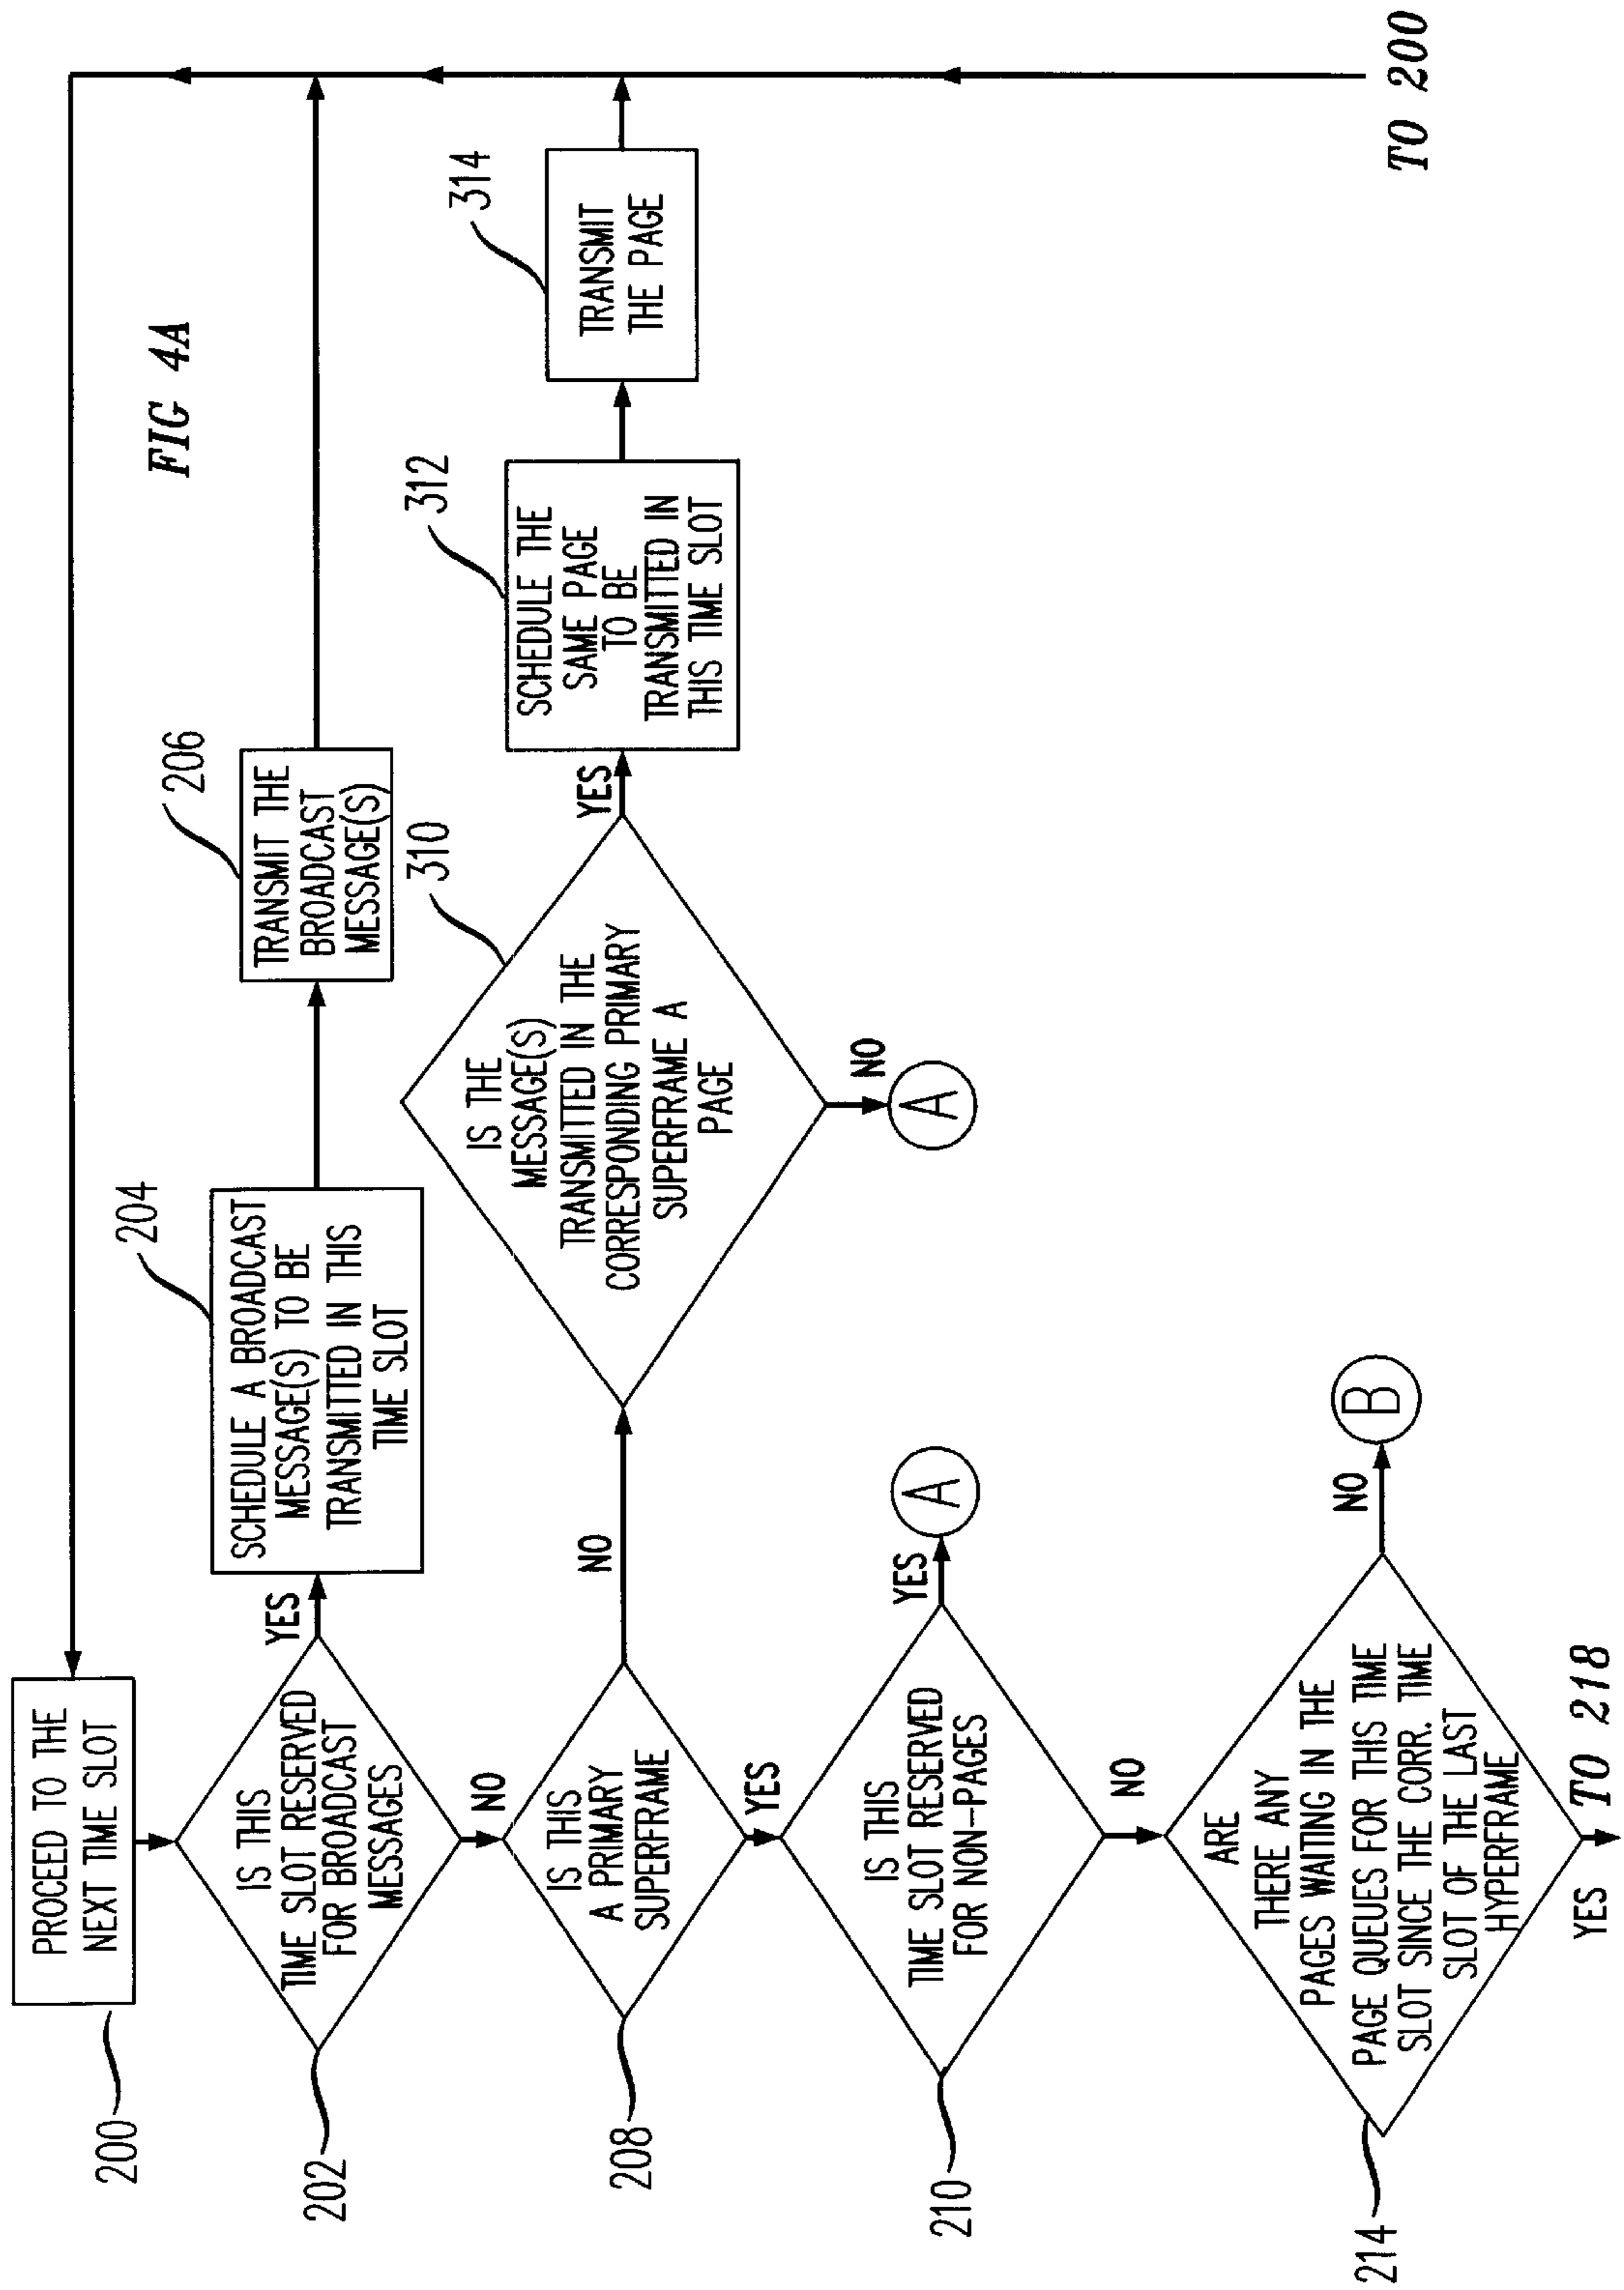 FIG 4A
200
PROCEED TO THE
NEXT TIME SLOT
202
IS THIS
TIME SLOT RESERVED
FOR BROADCAST
MESSAGES
YES
204
SCHEDULE A BROADCAST
MESSAGE(S) TO BE
TRANSMITTED IN THIS
TIME SLOT
206
TRANSMIT THE
BROADCAST
MESSAGE(S)
NO
208
IS THIS
A PRIMARY
SUPERFRAME
NO
310
IS THE
MESSAGE(S)
TRANSMITTED IN THE
CORRESPONDING PRIMARY
SUPERFRAME A
PAGE
YES
312
SCHEDULE THE
SAME PAGE
TO BE
TRANSMITTED IN
THIS TIME SLOT
314
TRANSMIT
THE PAGE
NO
A
YES
210
IS THIS
TIME SLOT RESERVED
FOR NON-PAGES
YES
A
NO
214
ARE
THERE ANY
PAGES WAITING IN THE
PAGE QUEUES FOR THIS TIME
SLOT SINCE THE CORR. TIME
SLOT OF THE LAST
HYPERFRAME
NO
B
YES
TO 218
TO 200